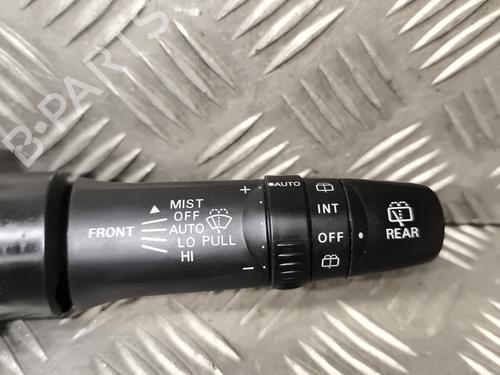 B-PARTS
MIST
OFF
FRONT AUTO
LO PULL
HI
+
-
•AUTO
INT
OFF
REAR